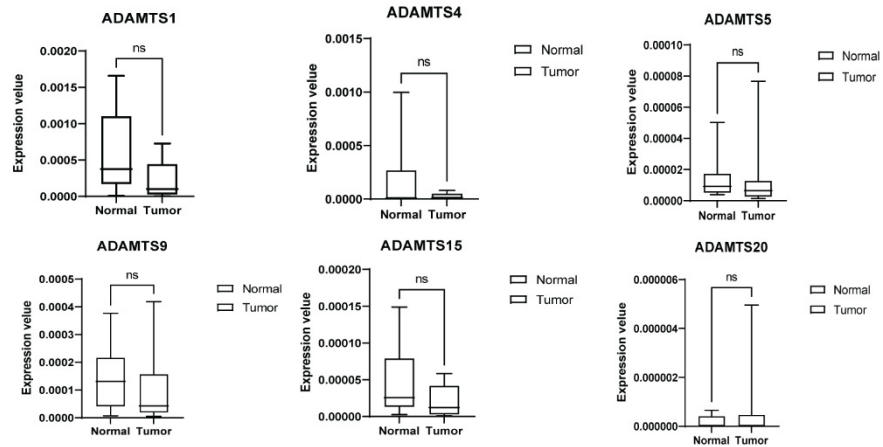 ADAMTS1
Expression velue
0.0020
0.0015
0.0010
0.0005
0.0000
ns
Normal
Tumor
ADAMTS4
Expression velue
0.0015
0.0010
0.0005
0.0000
ns
Normal
Tumor
Normal Tumor
ADAMTS5
Expression velue
0.00010
0.00008
0.00006
0.00004
0.00002
0.00000
ns
Normal
Tumor
Normal Tumor
ADAMTS9
Expression velue
0.0005
0.0004
0.0003
0.0002
0.0001
0.0000
ns
Normal
Tumor
Normal Tumor
ADAMTS15
Expression velue
0.00020
0.00015
0.00010
0.00005
0.00000
ns
Normal
Tumor
Normal Tumor
ADAMTS20
Expression velue
0.000006
0.000004
0.000002
0.000000
ns
Normal
Tumor
Normal Tumor